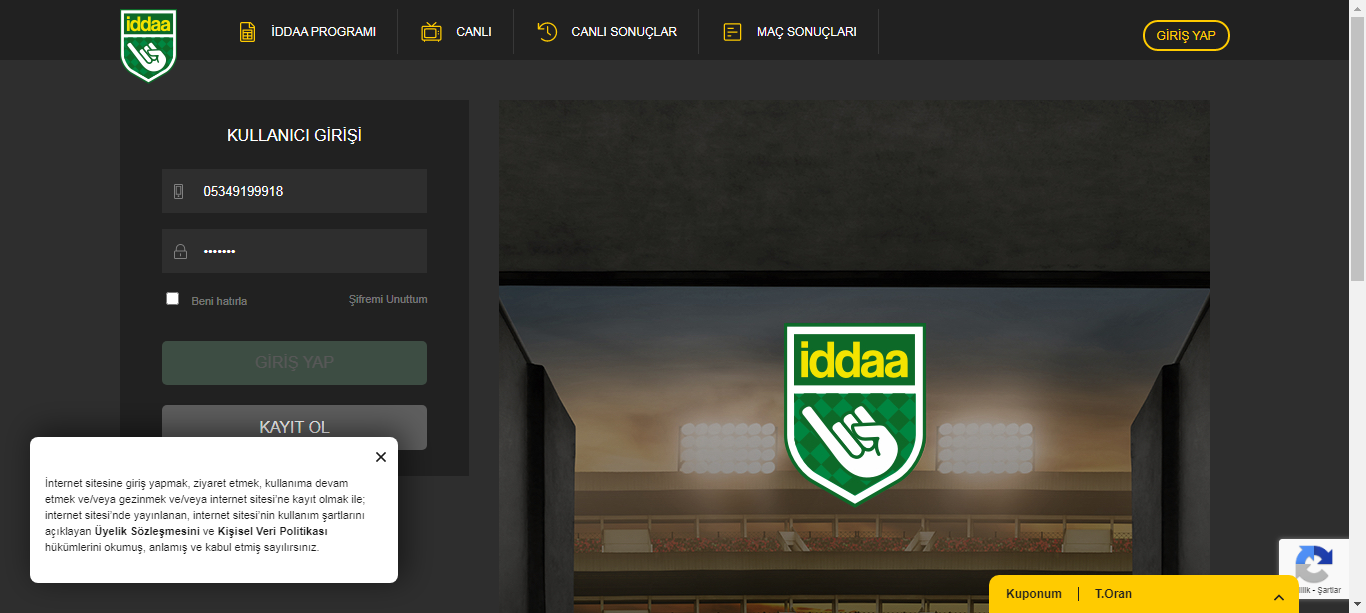 iddaa
İDDAA PROGRAMI
CANLI
CANLI SONUÇLAR
MAÇ SONUÇLARI
GİRİŞ YAP
KULLANICI GİRİŞİ
05349199918
•••••••
Beni hatırla
Şifremi Unuttum
GİRİŞ YAP
KAYIT OL
iddaa
İnternet sitesine giriş yapmak, ziyaret etmek, kullanıma devam
etmek ve/veya gezinmek ve/veya internet sitesi'ne kayıt olmak ile;
internet sitesi'nde yayınlanan, internet sitesi'nin kullanım şartlarını
açıklayan Üyelik Sözleşmesini ve Kişisel Veri Politikası
hükümlerini okumuş, anlamış ve kabul etmiş sayılırsınız.
Kuponum | T.Oran
- Şartlar